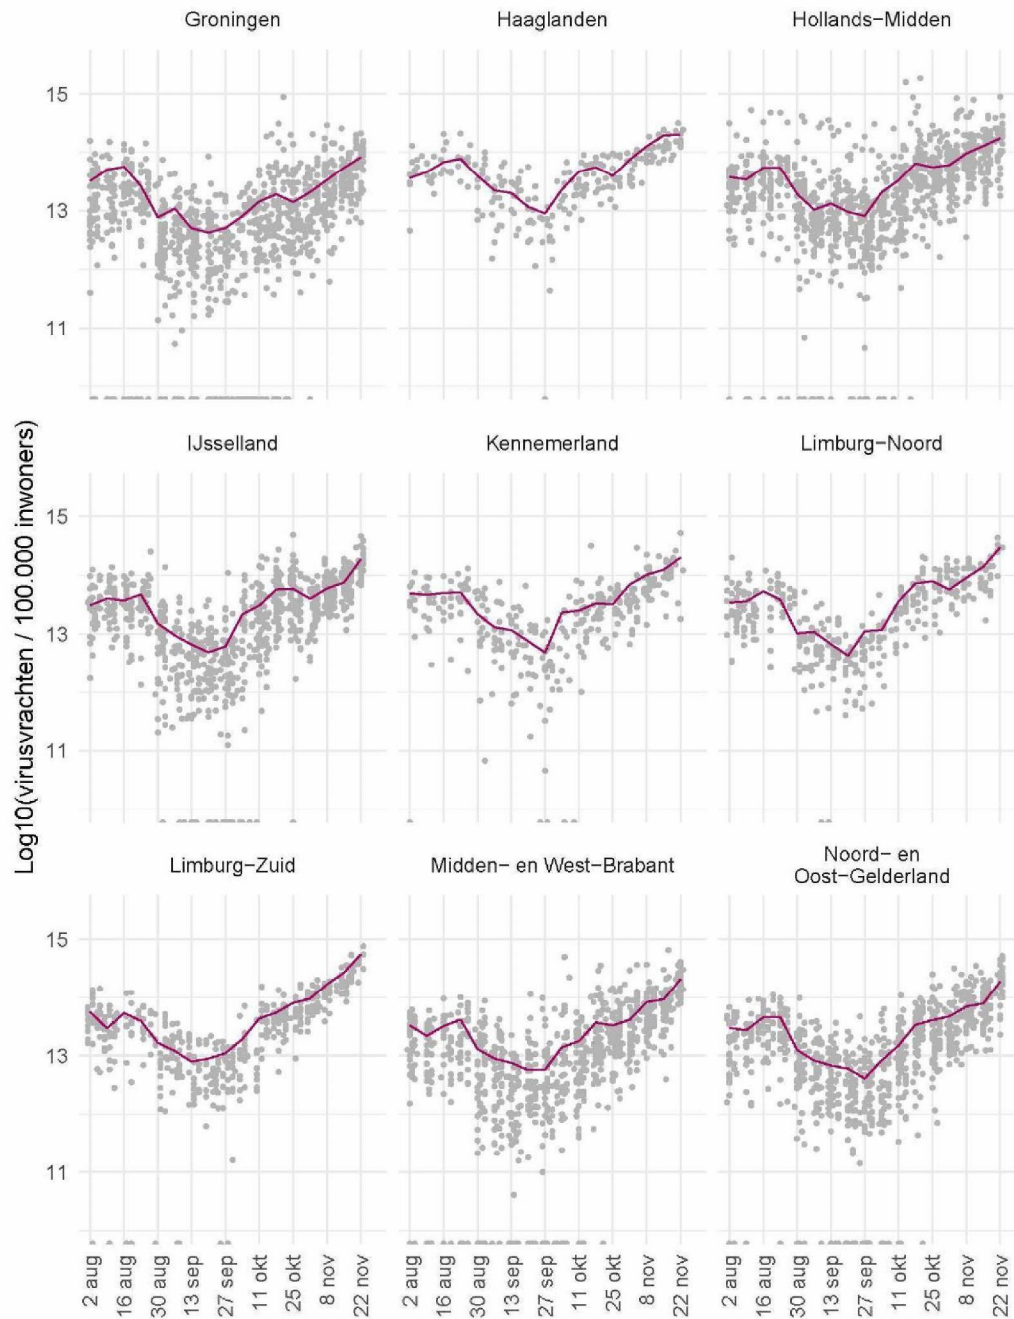 Groningen
Haaglanden
Hollands−Midden
15
13
11
IJsselland
Kennemerland
Limburg−Noord
Log10(virusvrachten / 100.000 inwoners)
15
13
11
Limburg−Zuid
Midden− en West−Brabant
Noord− en
Oost−Gelderland
15
13
11
2 aug
16 aug
30 aug
13 sep
27 sep
11 okt
25 okt
8 nov
22 nov
2 aug
16 aug
30 aug
13 sep
27 sep
11 okt
25 okt
8 nov
22 nov
2 aug
16 aug
30 aug
13 sep
27 sep
11 okt
25 okt
8 nov
22 nov